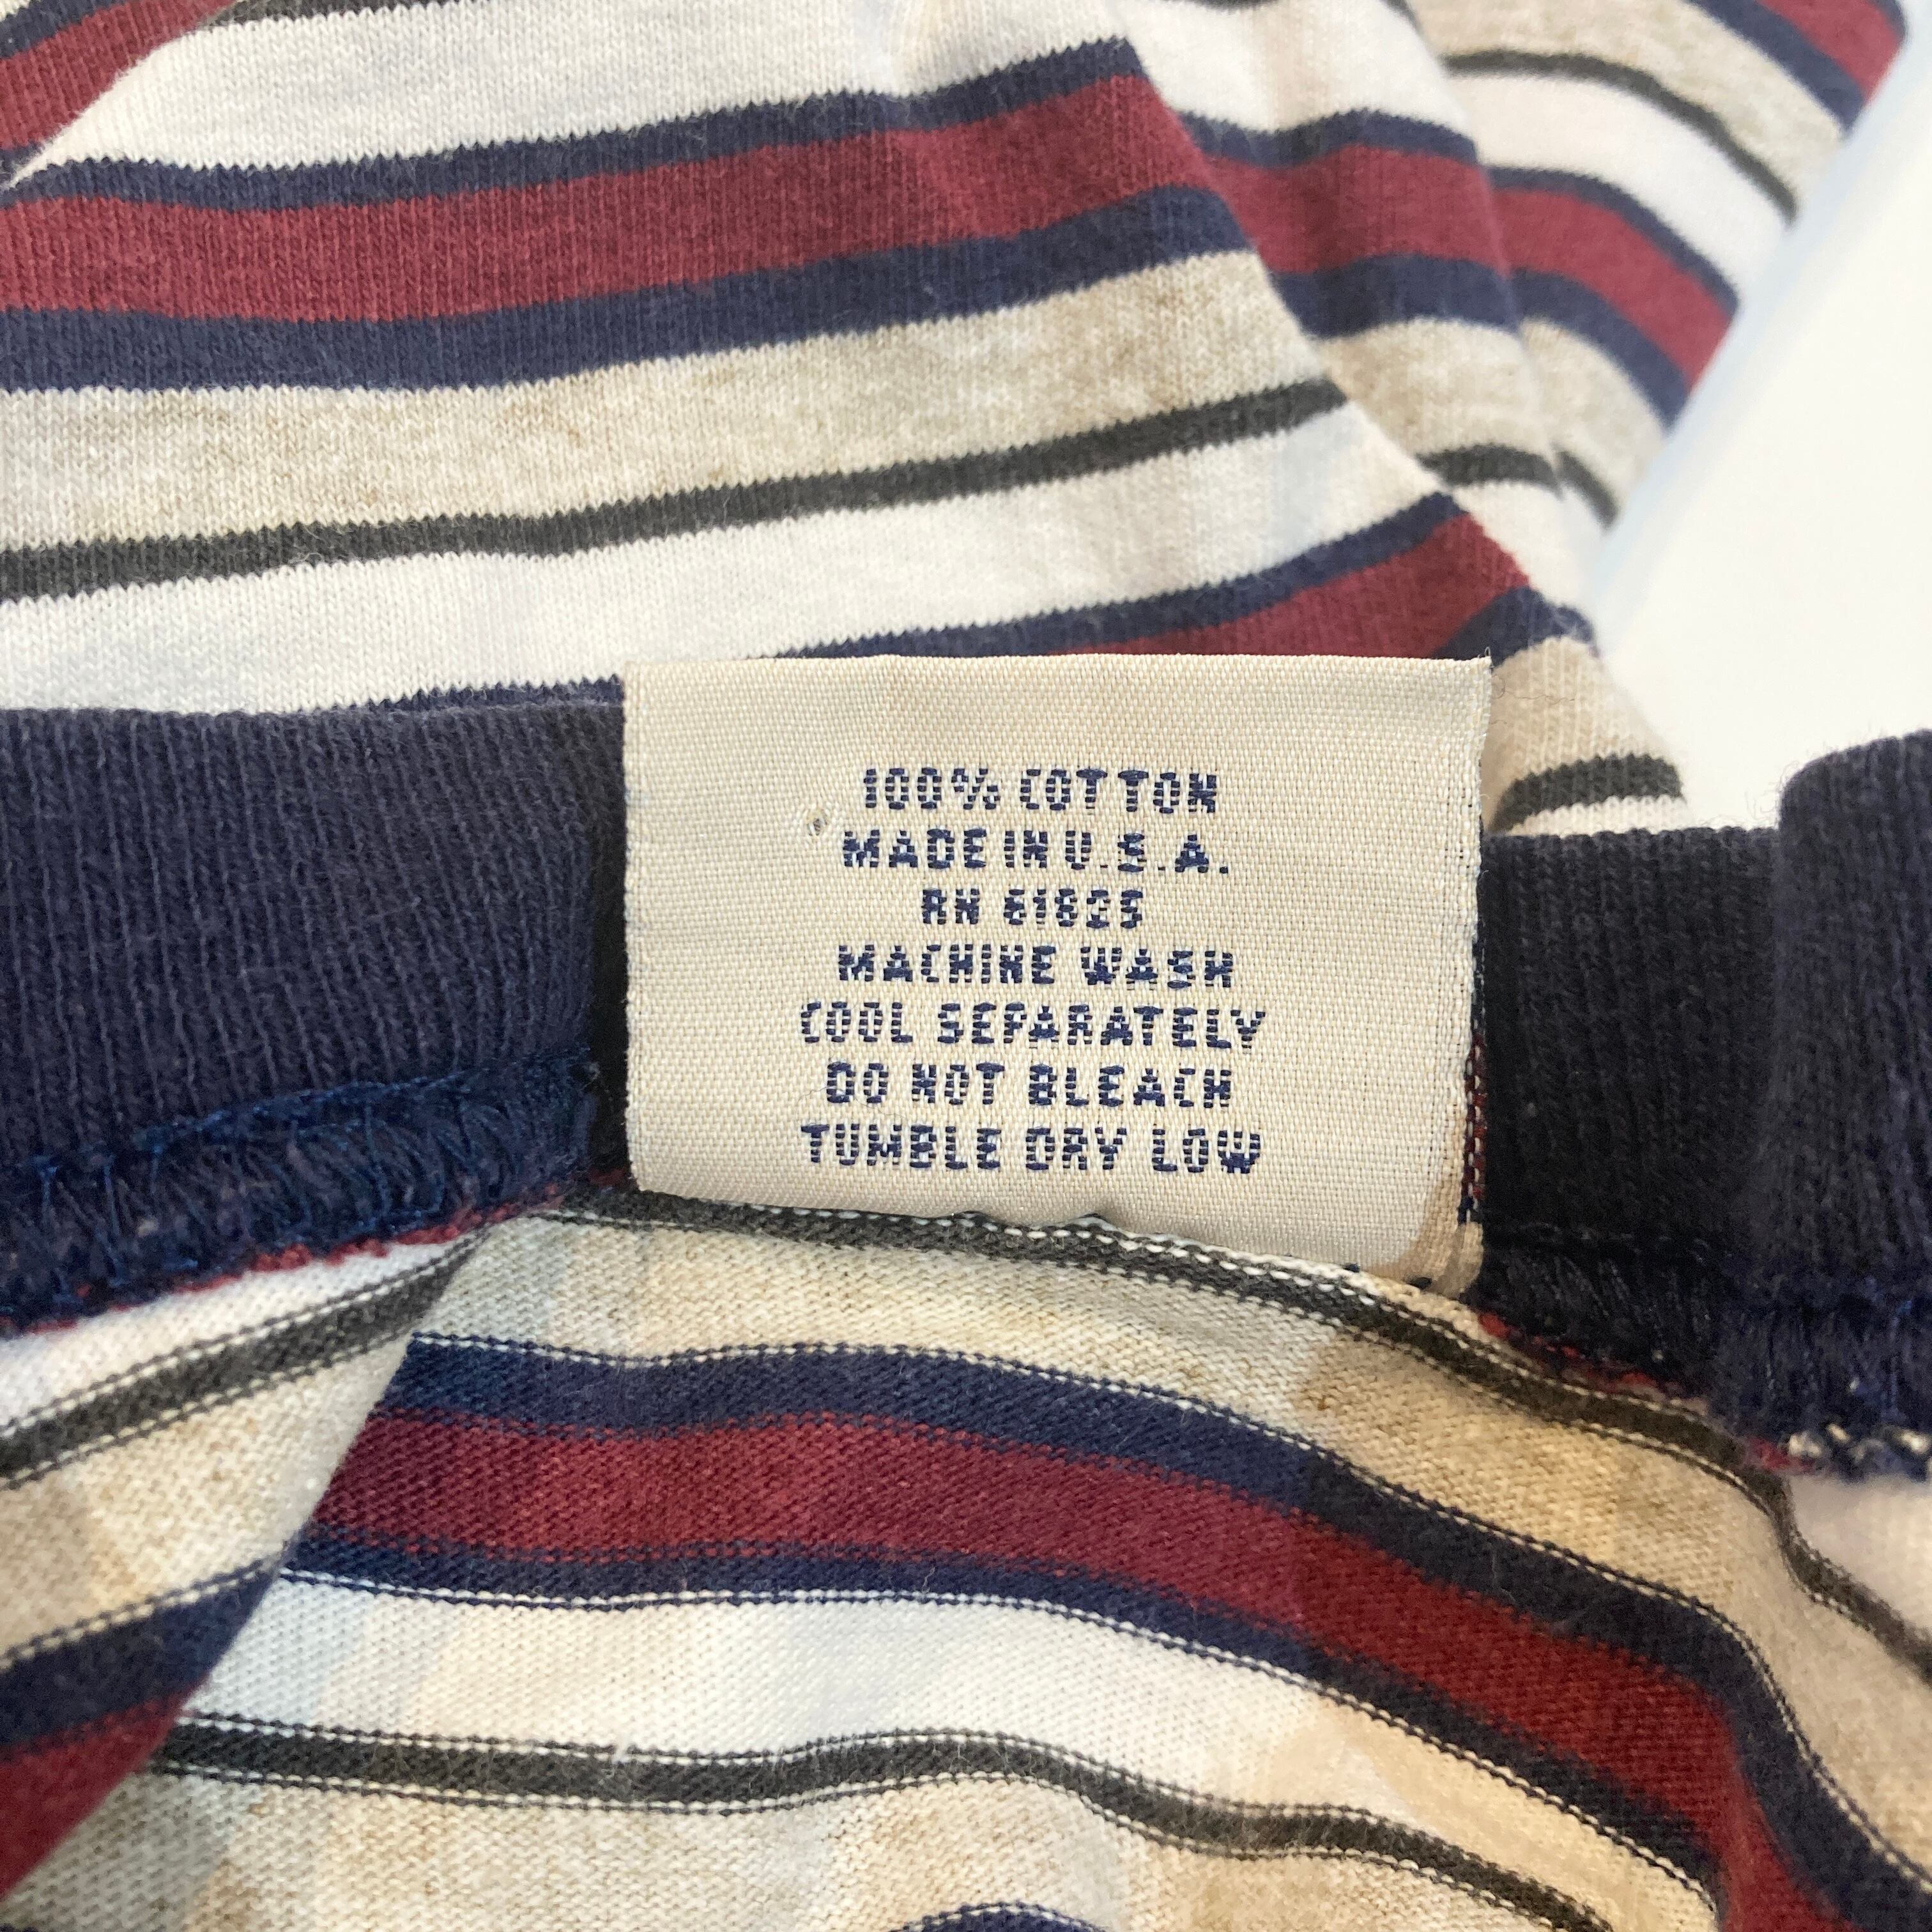 100% COTTON
MADE IN U.S.A.
RN 61825
MACHINE WASH
COOL SEPARATELY
DO NOT BLEACH
TUMBLE DRY LOW